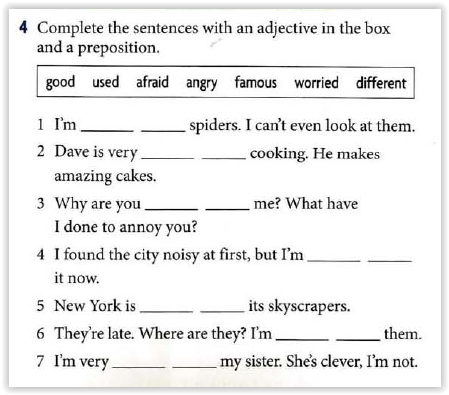 4 Complete the sentences with an adjective in the box
and a preposition.
good used afraid angry famous worried different
1 I'm ______ ______ spiders. I can't even look at them.
2 Dave is very ______ ______ cooking. He makes
amazing cakes.
3 Why are you ______ ______ me? What have
I done to annoy you?
4 I found the city noisy at first, but I'm ______ ______
it now.
5 New York is ______ ______ its skyscrapers.
6 They're late. Where are they? I'm ______ ______ them.
7 I'm very ______ ______ my sister. She's clever, I'm not.